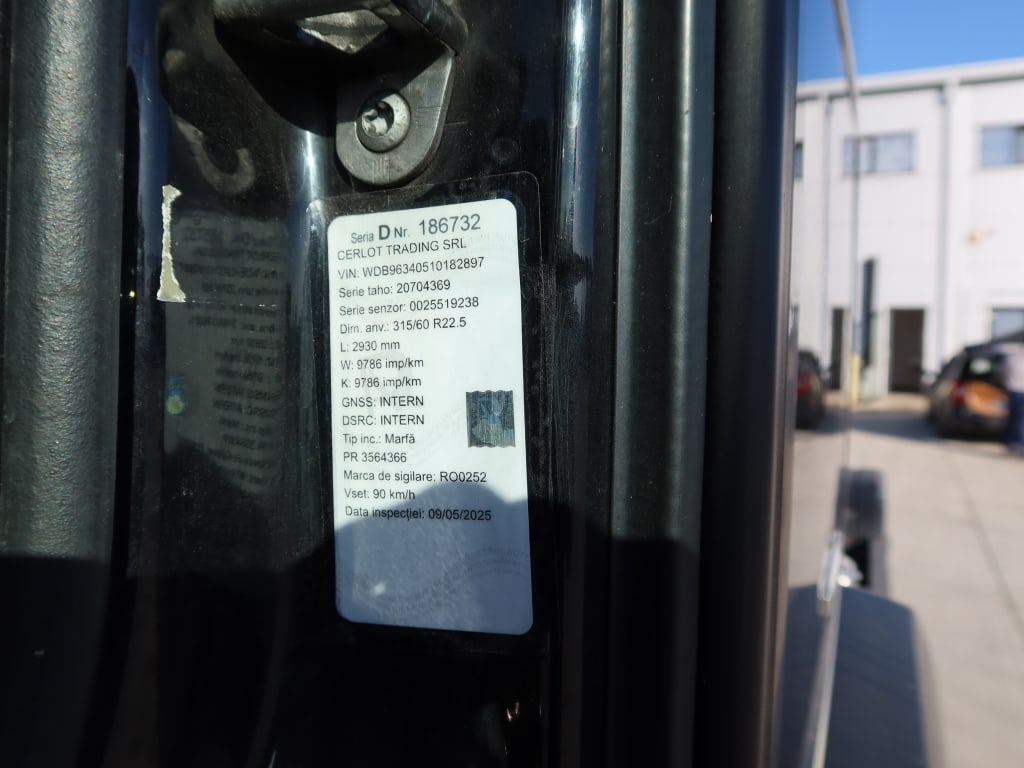 Seria D Nr. 186732
CERLOT TRADING SRL
VIN: WDB96340510182897
Serie taho: 20704369
Serie senzor: 0025519238
Dim. anv.: 315/60 R22.5
L: 2930 mm
W: 9786 imp/km
K: 9786 imp/km
GNSS: INTERN
DSRC: INTERN
Tip inc.: Marfă
PR 3564366
Marca de sigilare: RO0252
Vset: 90 km/h
Data inspecției: 09/05/2025